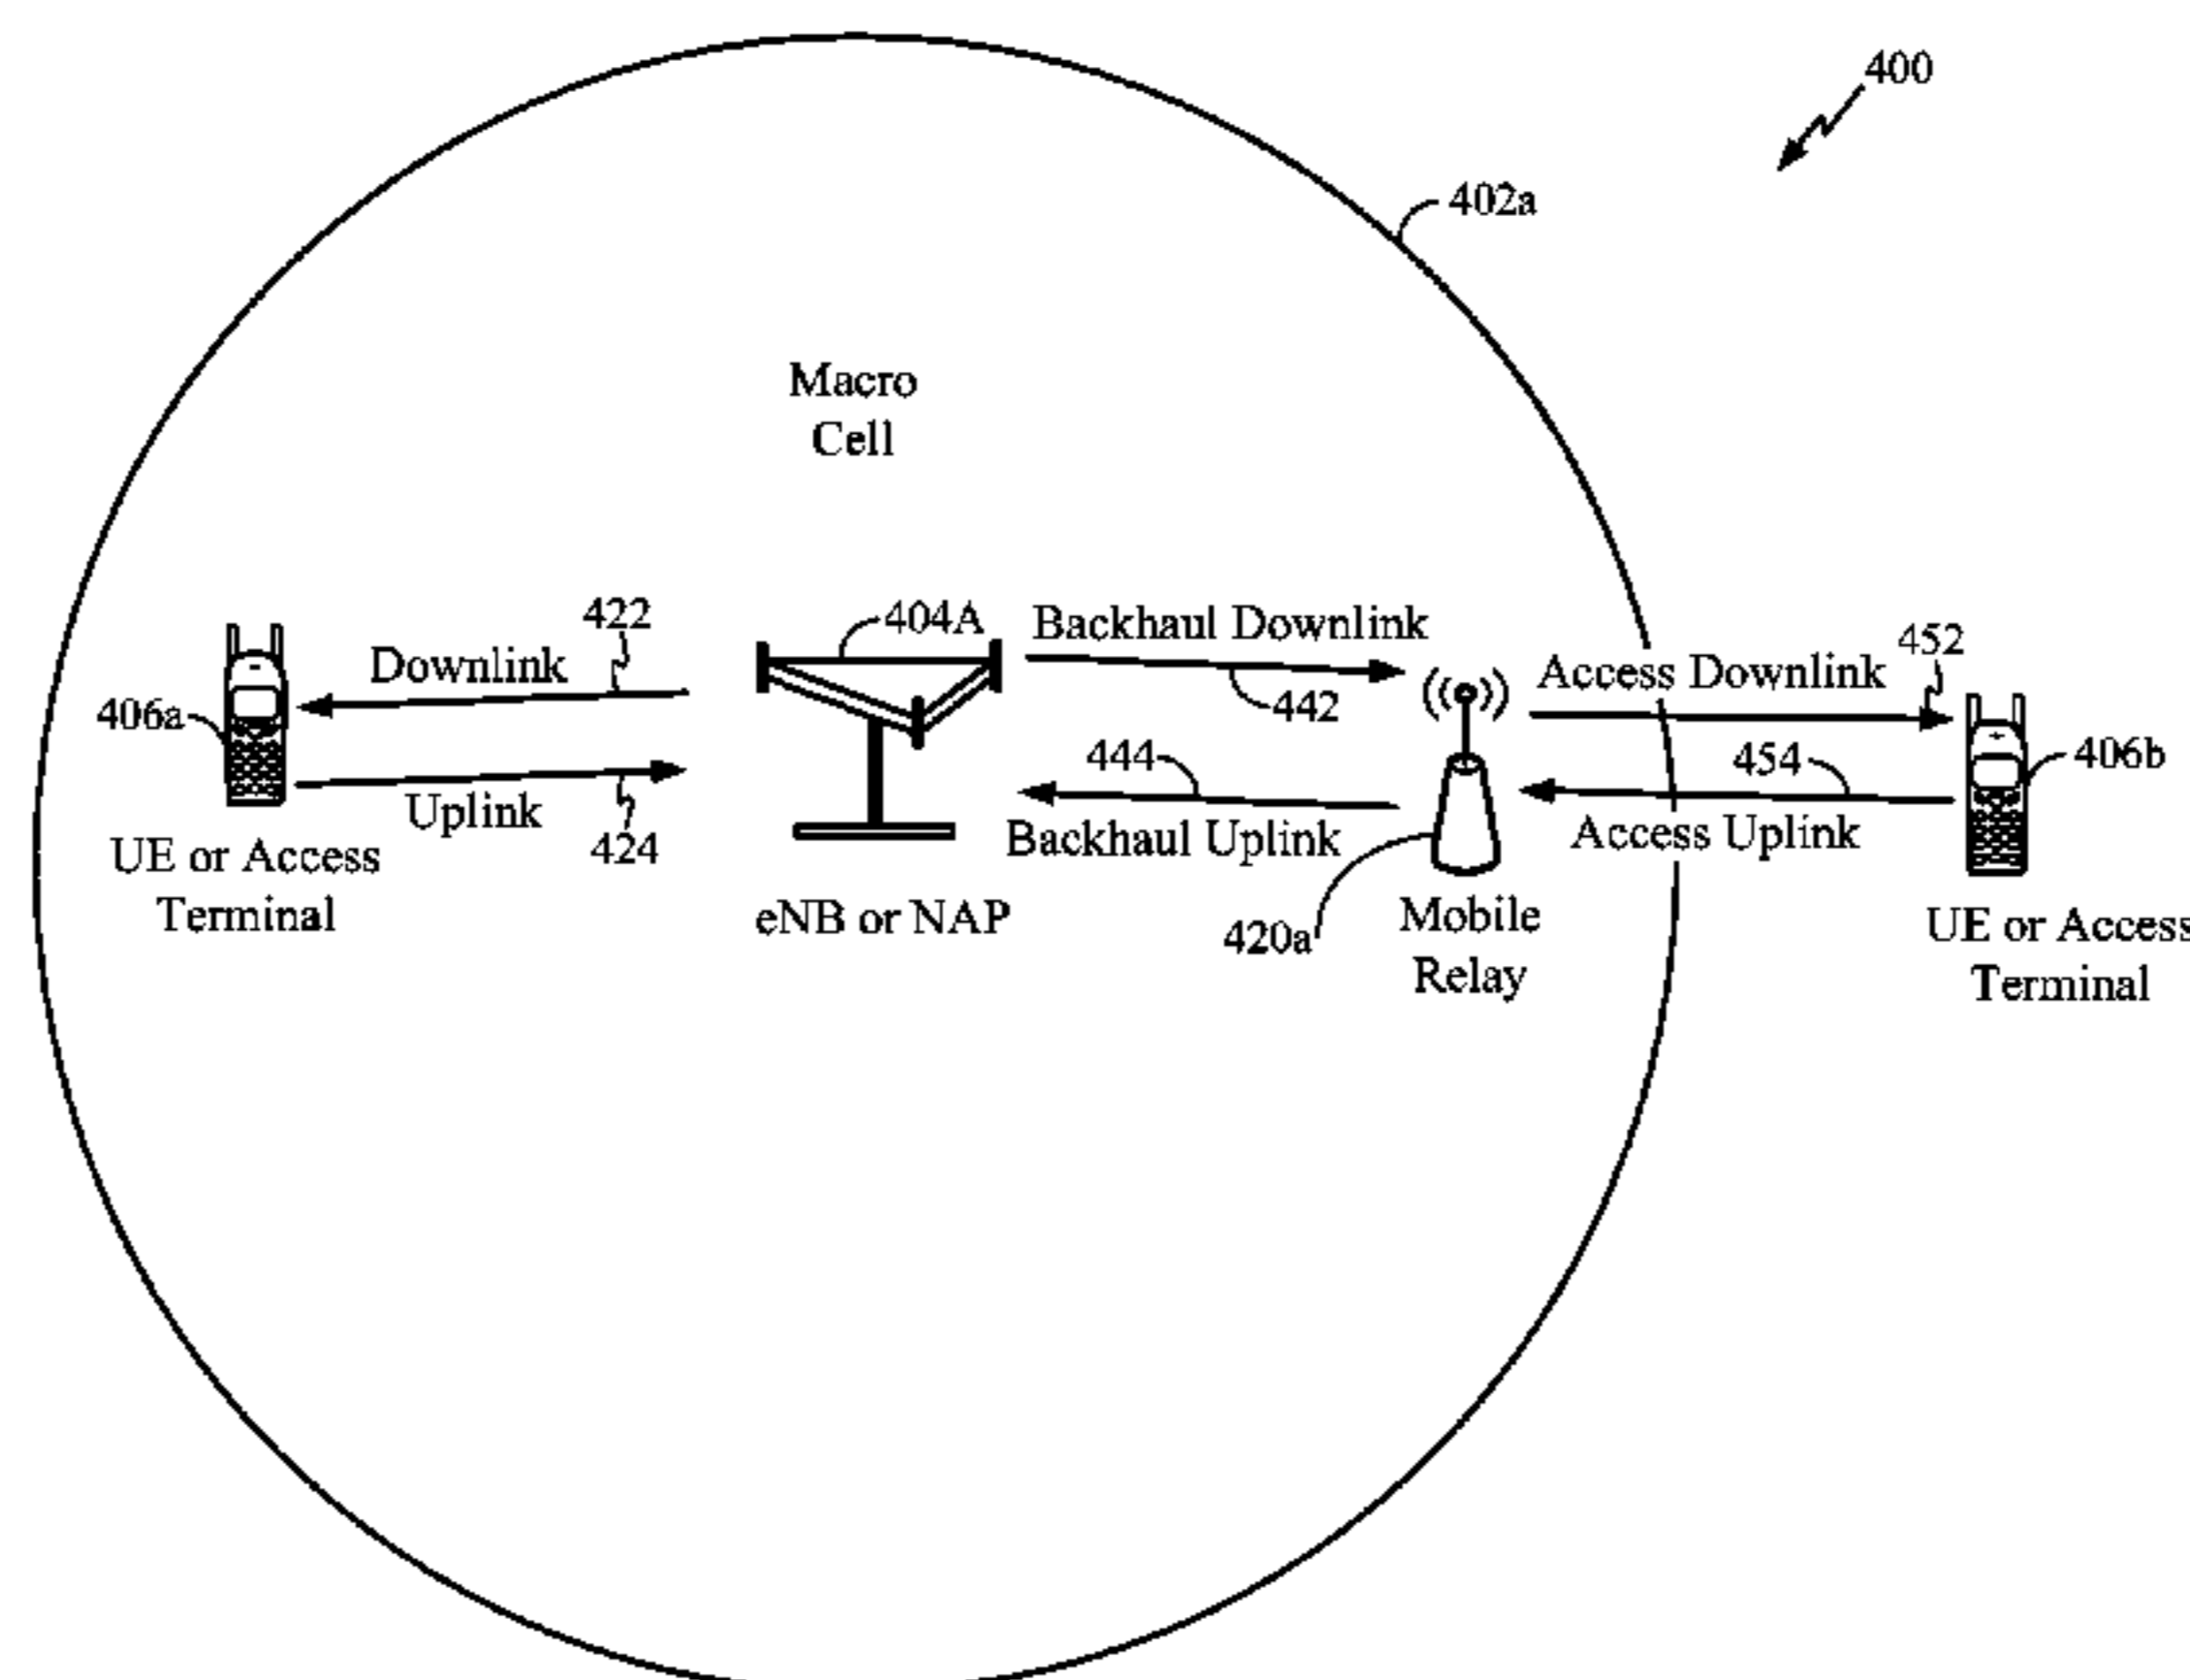 400
402a
Macro
Cell
422
404A
Backhaul Downlink
452
Downlink
Access Downlink
406a
442
444
454
406b
Uplink
424
Backhaul Uplink
Access Uplink
UE or Access
Terminal
eNB or NAP
420a
Mobile
Relay
UE or Access
Terminal